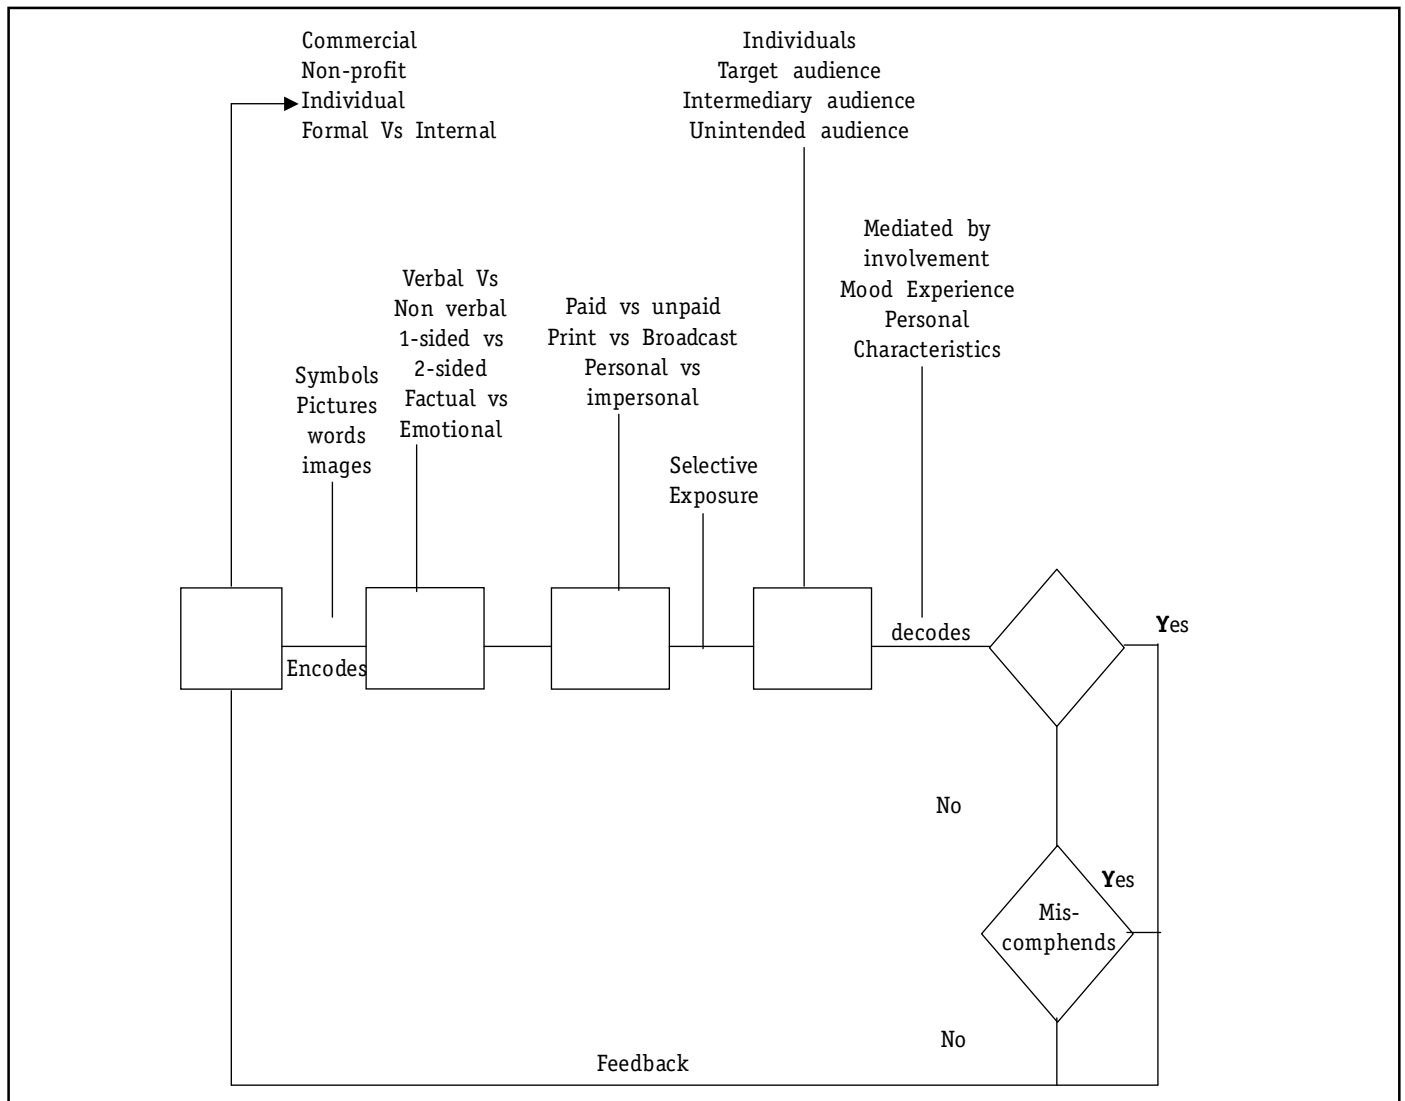 Commercial
Non-profit
Individual
Formal Vs Internal
Individuals
Target audience
Intermediary audience
Unintended audience
Mediated by
involvement
Mood Experience
Personal
Characteristics
Verbal Vs
Non verbal
1-sided vs
2-sided
Factual vs
Emotional
Paid vs unpaid
Print vs Broadcast
Personal vs
impersonal
Symbols
Pictures
words
images
Selective
Exposure
Encodes
decodes
Yes
No
Yes
Mis-
comphends
No
Feedback